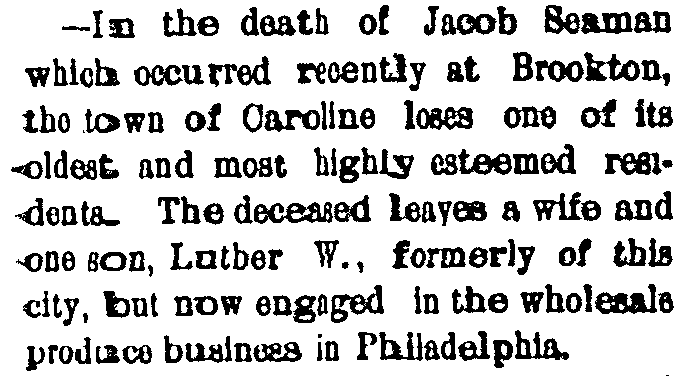 —In the death of Jacob Seaman
which occurred recently at Brookton,
the town of Caroline loses one of its
oldest and most highly esteemed resi-
dents. The deceased leaves a wife and
one son, Luther W., formerly of this
city, but now engaged in the wholesale
produce business in Philadelphia.